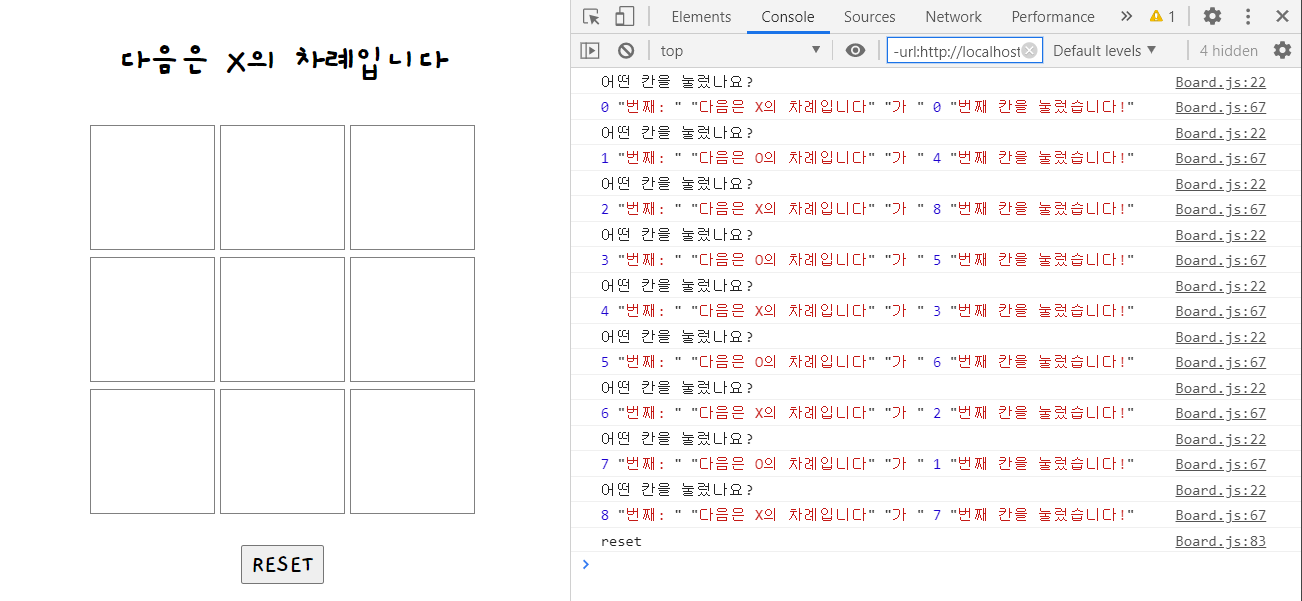 다음은 X의 차례입니다
RESET
Elements Console Sources Network Performance » 1
top -url:http://localhost Default levels 4 hidden
어떤 칸을 눌렀나요? Board.js:22
0 "번째: " "다음은 X의 차례입니다" "가 " 0 "번째 칸을 눌렀습니다!" Board.js:67
어떤 칸을 눌렀나요? Board.js:22
1 "번째: " "다음은 O의 차례입니다" "가 " 4 "번째 칸을 눌렀습니다!" Board.js:67
어떤 칸을 눌렀나요? Board.js:22
2 "번째: " "다음은 X의 차례입니다" "가 " 8 "번째 칸을 눌렀습니다!" Board.js:67
어떤 칸을 눌렀나요? Board.js:22
3 "번째: " "다음은 O의 차례입니다" "가 " 5 "번째 칸을 눌렀습니다!" Board.js:67
어떤 칸을 눌렀나요? Board.js:22
4 "번째: " "다음은 X의 차례입니다" "가 " 3 "번째 칸을 눌렀습니다!" Board.js:67
어떤 칸을 눌렀나요? Board.js:22
5 "번째: " "다음은 O의 차례입니다" "가 " 6 "번째 칸을 눌렀습니다!" Board.js:67
어떤 칸을 눌렀나요? Board.js:22
6 "번째: " "다음은 X의 차례입니다" "가 " 2 "번째 칸을 눌렀습니다!" Board.js:67
어떤 칸을 눌렀나요? Board.js:22
7 "번째: " "다음은 O의 차례입니다" "가 " 1 "번째 칸을 눌렀습니다!" Board.js:67
어떤 칸을 눌렀나요? Board.js:22
8 "번째: " "다음은 X의 차례입니다" "가 " 7 "번째 칸을 눌렀습니다!" Board.js:67
reset Board.js:83